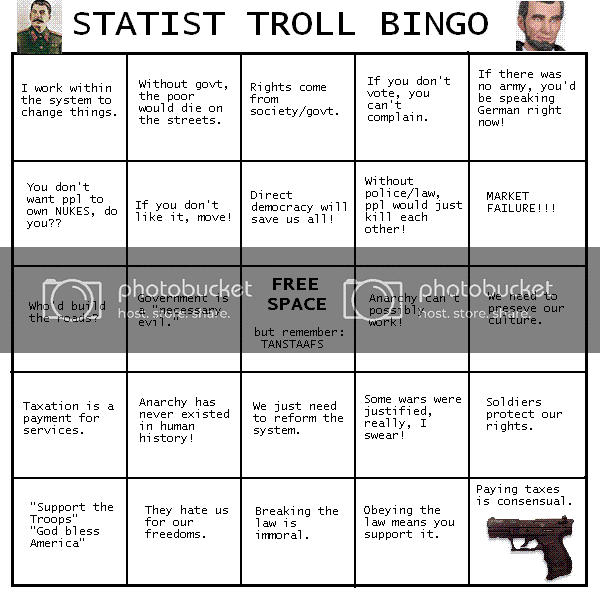 STATIST TROLL BINGO
I work within
the system to
change things.
Without govt,
the poor
would die on
the streets.
Rights come
from
society/govt.
If you don't
vote, you
can't
complain.
If there was
no army, you'd
be speaking
German right
now!
You don't
want ppl to
own NUKES, do
you??
If you don't
like it, move!
Direct
democracy will
save us all!
Without
police/law,
ppl would just
kill each
other!
MARKET
FAILURE!!!
Who'd build
the roads?
Government is
a "necessary
evil."
FREE
SPACE
but remember:
TANSTAAFS
Anarchy can't
possibly
work!
We need to
preseve our
culture.
photobucket
host. store. share.
photobucket
host. store. share.
Taxation is a
payment for
services.
Anarchy has
never existed
in human
history!
We just need
to reform the
system.
Some wars were
justified,
really, I
swear!
Soldiers
protect our
rights.
"Support the
Troops"
"God bless
America"
They hate us
for our
freedoms.
Breaking the
law is
immoral.
Obeying the
law means you
support it.
Paying taxes
is consensual.